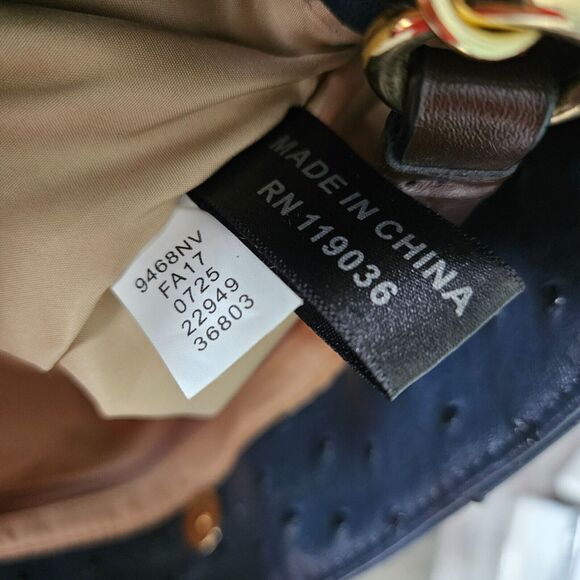 MADE IN CHINA
RN 119036
9468NV
FA17
0725
22949
36803